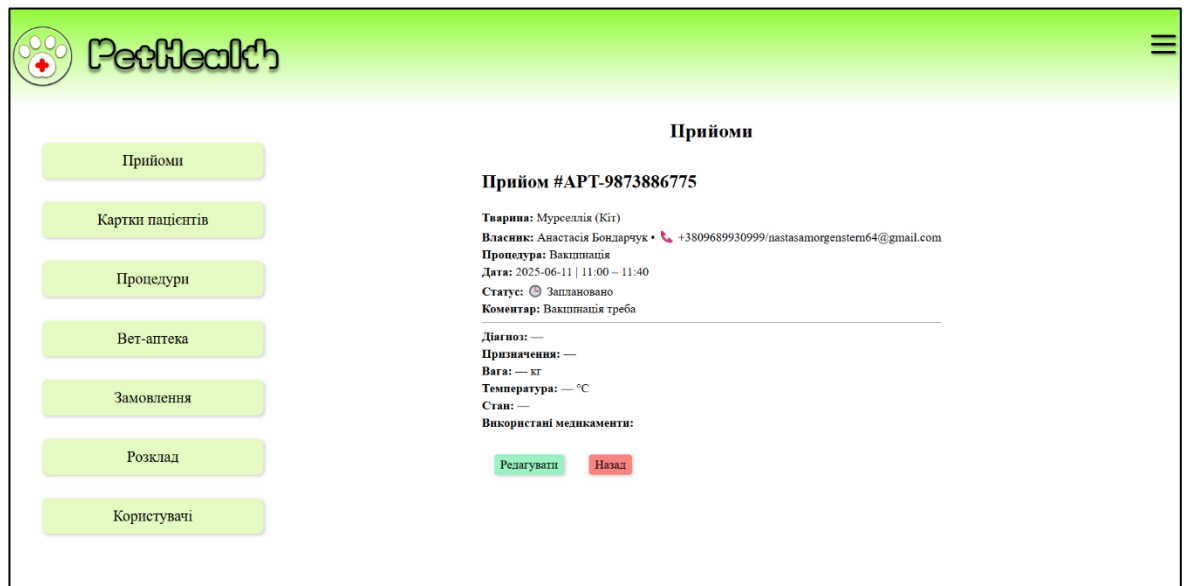 PetHealth
Прийоми
Картки пацієнтів
Процедури
Вет-аптека
Замовлення
Розклад
Користувачі
Прийоми
Прийом #APT-9873886775
Тварина: Мурселлія (Кіт)
Власник: Анастасія Бондарчук • 📞 +3809689930999/nastasamorgenstern64@gmail.com
Процедура: Вакцинація
Дата: 2025-06-11 | 11:00 – 11:40
Статус: 🕒 Заплановано
Коментар: Вакцинація треба
Діагноз: —
Призначення: —
Вага: — кг
Температура: — °C
Стан: —
Використані медикаменти:
Редагувати Назад